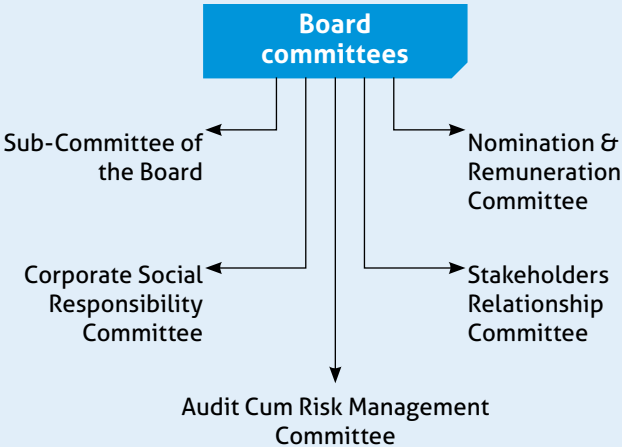 Board
committees
Sub-Committee of
the Board
Nomination &
Remuneration
Committee
Corporate Social
Responsibility
Committee
Stakeholders
Relationship
Committee
Audit Cum Risk Management
Committee